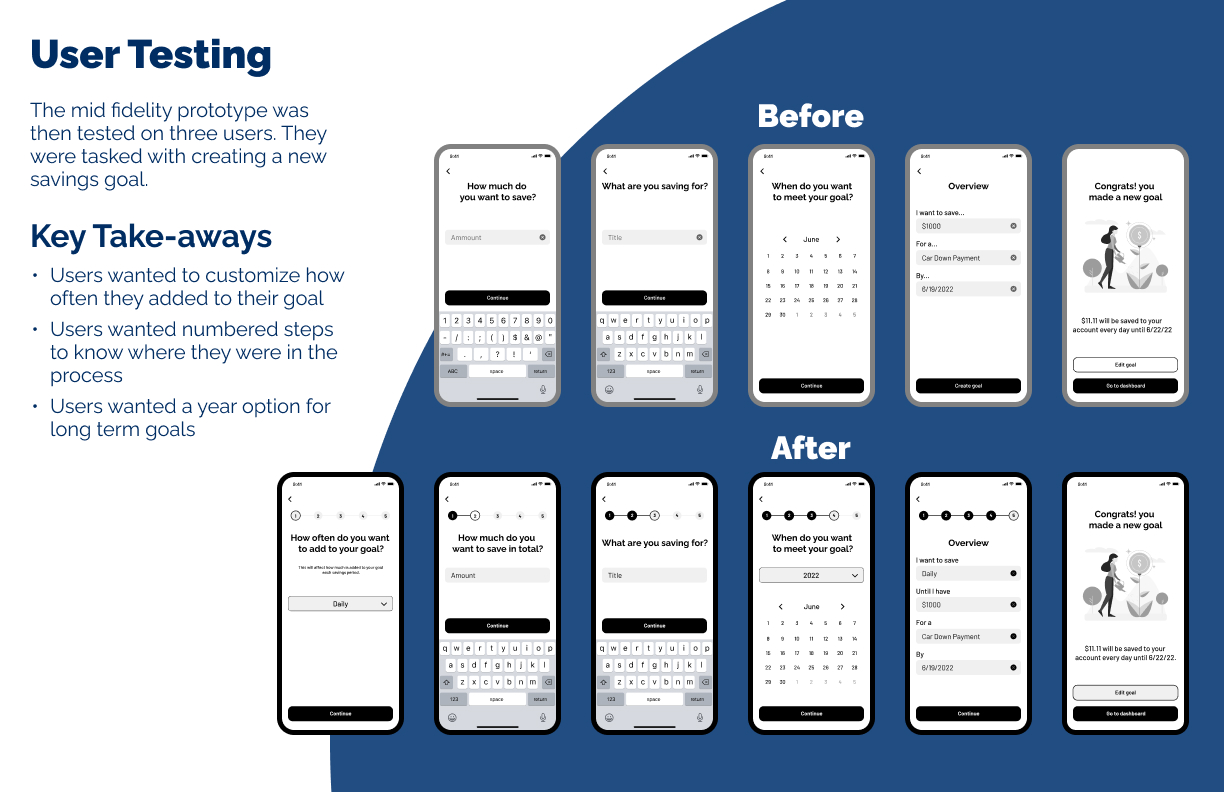 User Testing
The mid fidelity prototype was
then tested on three users. They
were tasked with creating a new
savings goal.
Key Take-aways
• Users wanted to customize how
often they added to their goal
• Users wanted numbered steps
to know where they were in the
process
• Users wanted a year option for
long term goals
Before
9:41
How much do
you want to save?
Ammount
Continue
1 2 3 4 5 6 7 8 9 0
- / : ; ( ) $ & @ "
#+= . , ? ! '
ABC space return
9:41
What are you saving for?
Title
Continue
q w e r t y u i o p
a s d f g h j k l
z x c v b n m
123 space return
9:41
When do you want
to meet your goal?
June
1 2 3 4 5 6 7
8 9 10 11 12 13 14
15 16 17 18 19 20 21
22 23 24 25 26 27 28
29 30 1 2 3 4 5
Continue
9:41
Overview
I want to save...
$1000
For a...
Car Down Payment
By...
6/19/2022
Create goal
9:41
Congrats! you
made a new goal
$
$11.11 will be saved to your
account every day until 6/22/22
Edit goal
Go to dashboard
After
9:41
1 2 3 4 5
How often do you want
to add to your goal?
This will affect how much is added to your goal
each savings period.
Daily
Continue
9:41
1 2 3 4 5
How much do you
want to save in total?
Amount
Continue
q w e r t y u i o p
a s d f g h j k l
z x c v b n m
123 space return
9:41
1 2 3 4 5
What are you saving for?
Title
Continue
q w e r t y u i o p
a s d f g h j k l
z x c v b n m
123 space return
9:41
1 2 3 4 5
When do you want
to meet your goal?
2022
June
1 2 3 4 5 6 7
8 9 10 11 12 13 14
15 16 17 18 19 20 21
22 23 24 25 26 27 28
29 30 1 2 3 4 5
Continue
9:41
1 2 3 4 5
Overview
I want to save
Daily
Until I have
$1000
For a
Car Down Payment
By
6/19/2022
Continue
9:41
Congrats! you
made a new goal
$
$11.11 will be saved to your
account every day until 6/22/22.
Edit goal
Go to dashboard